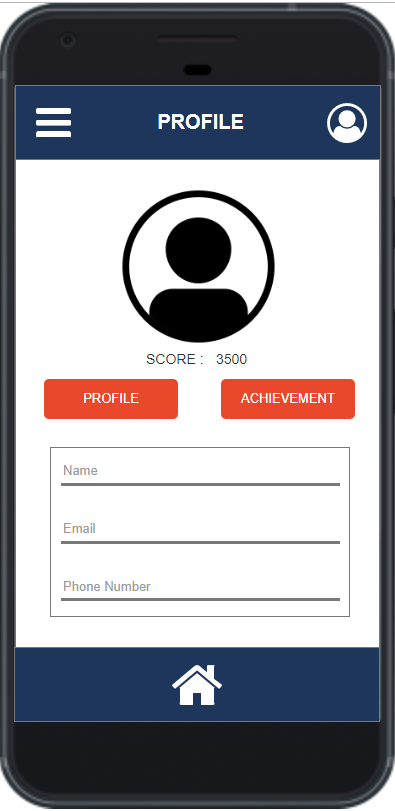 PROFILE
SCORE : 3500
PROFILE ACHIEVEMENT
Name
Email
Phone Number